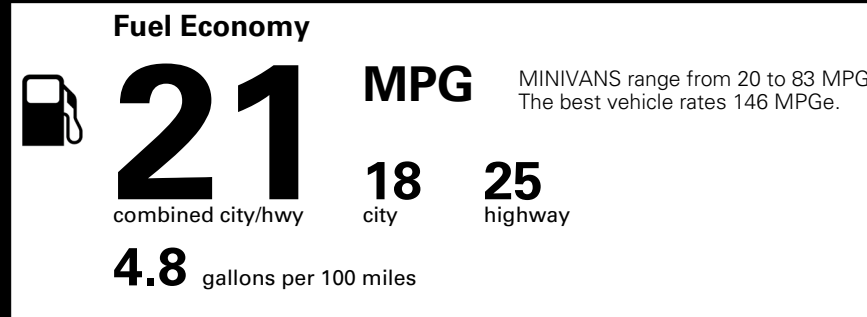 Fuel Economy
21
MPG
MINIVANS range from 20 to 83 MPG
The best vehicle rates 146 MPGe.
18
25
combined city/hwy
city
highway
4.8 gallons per 100 miles